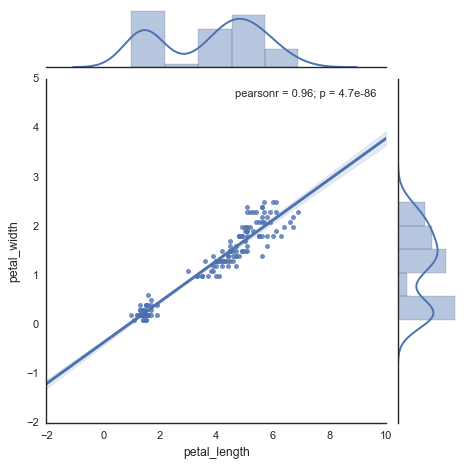 pearsonr = 0.96; p = 4.7e-86
5
4
3
2
1
0
−1
−2
petal_width
−2 0 2 4 6 8 10
petal_length